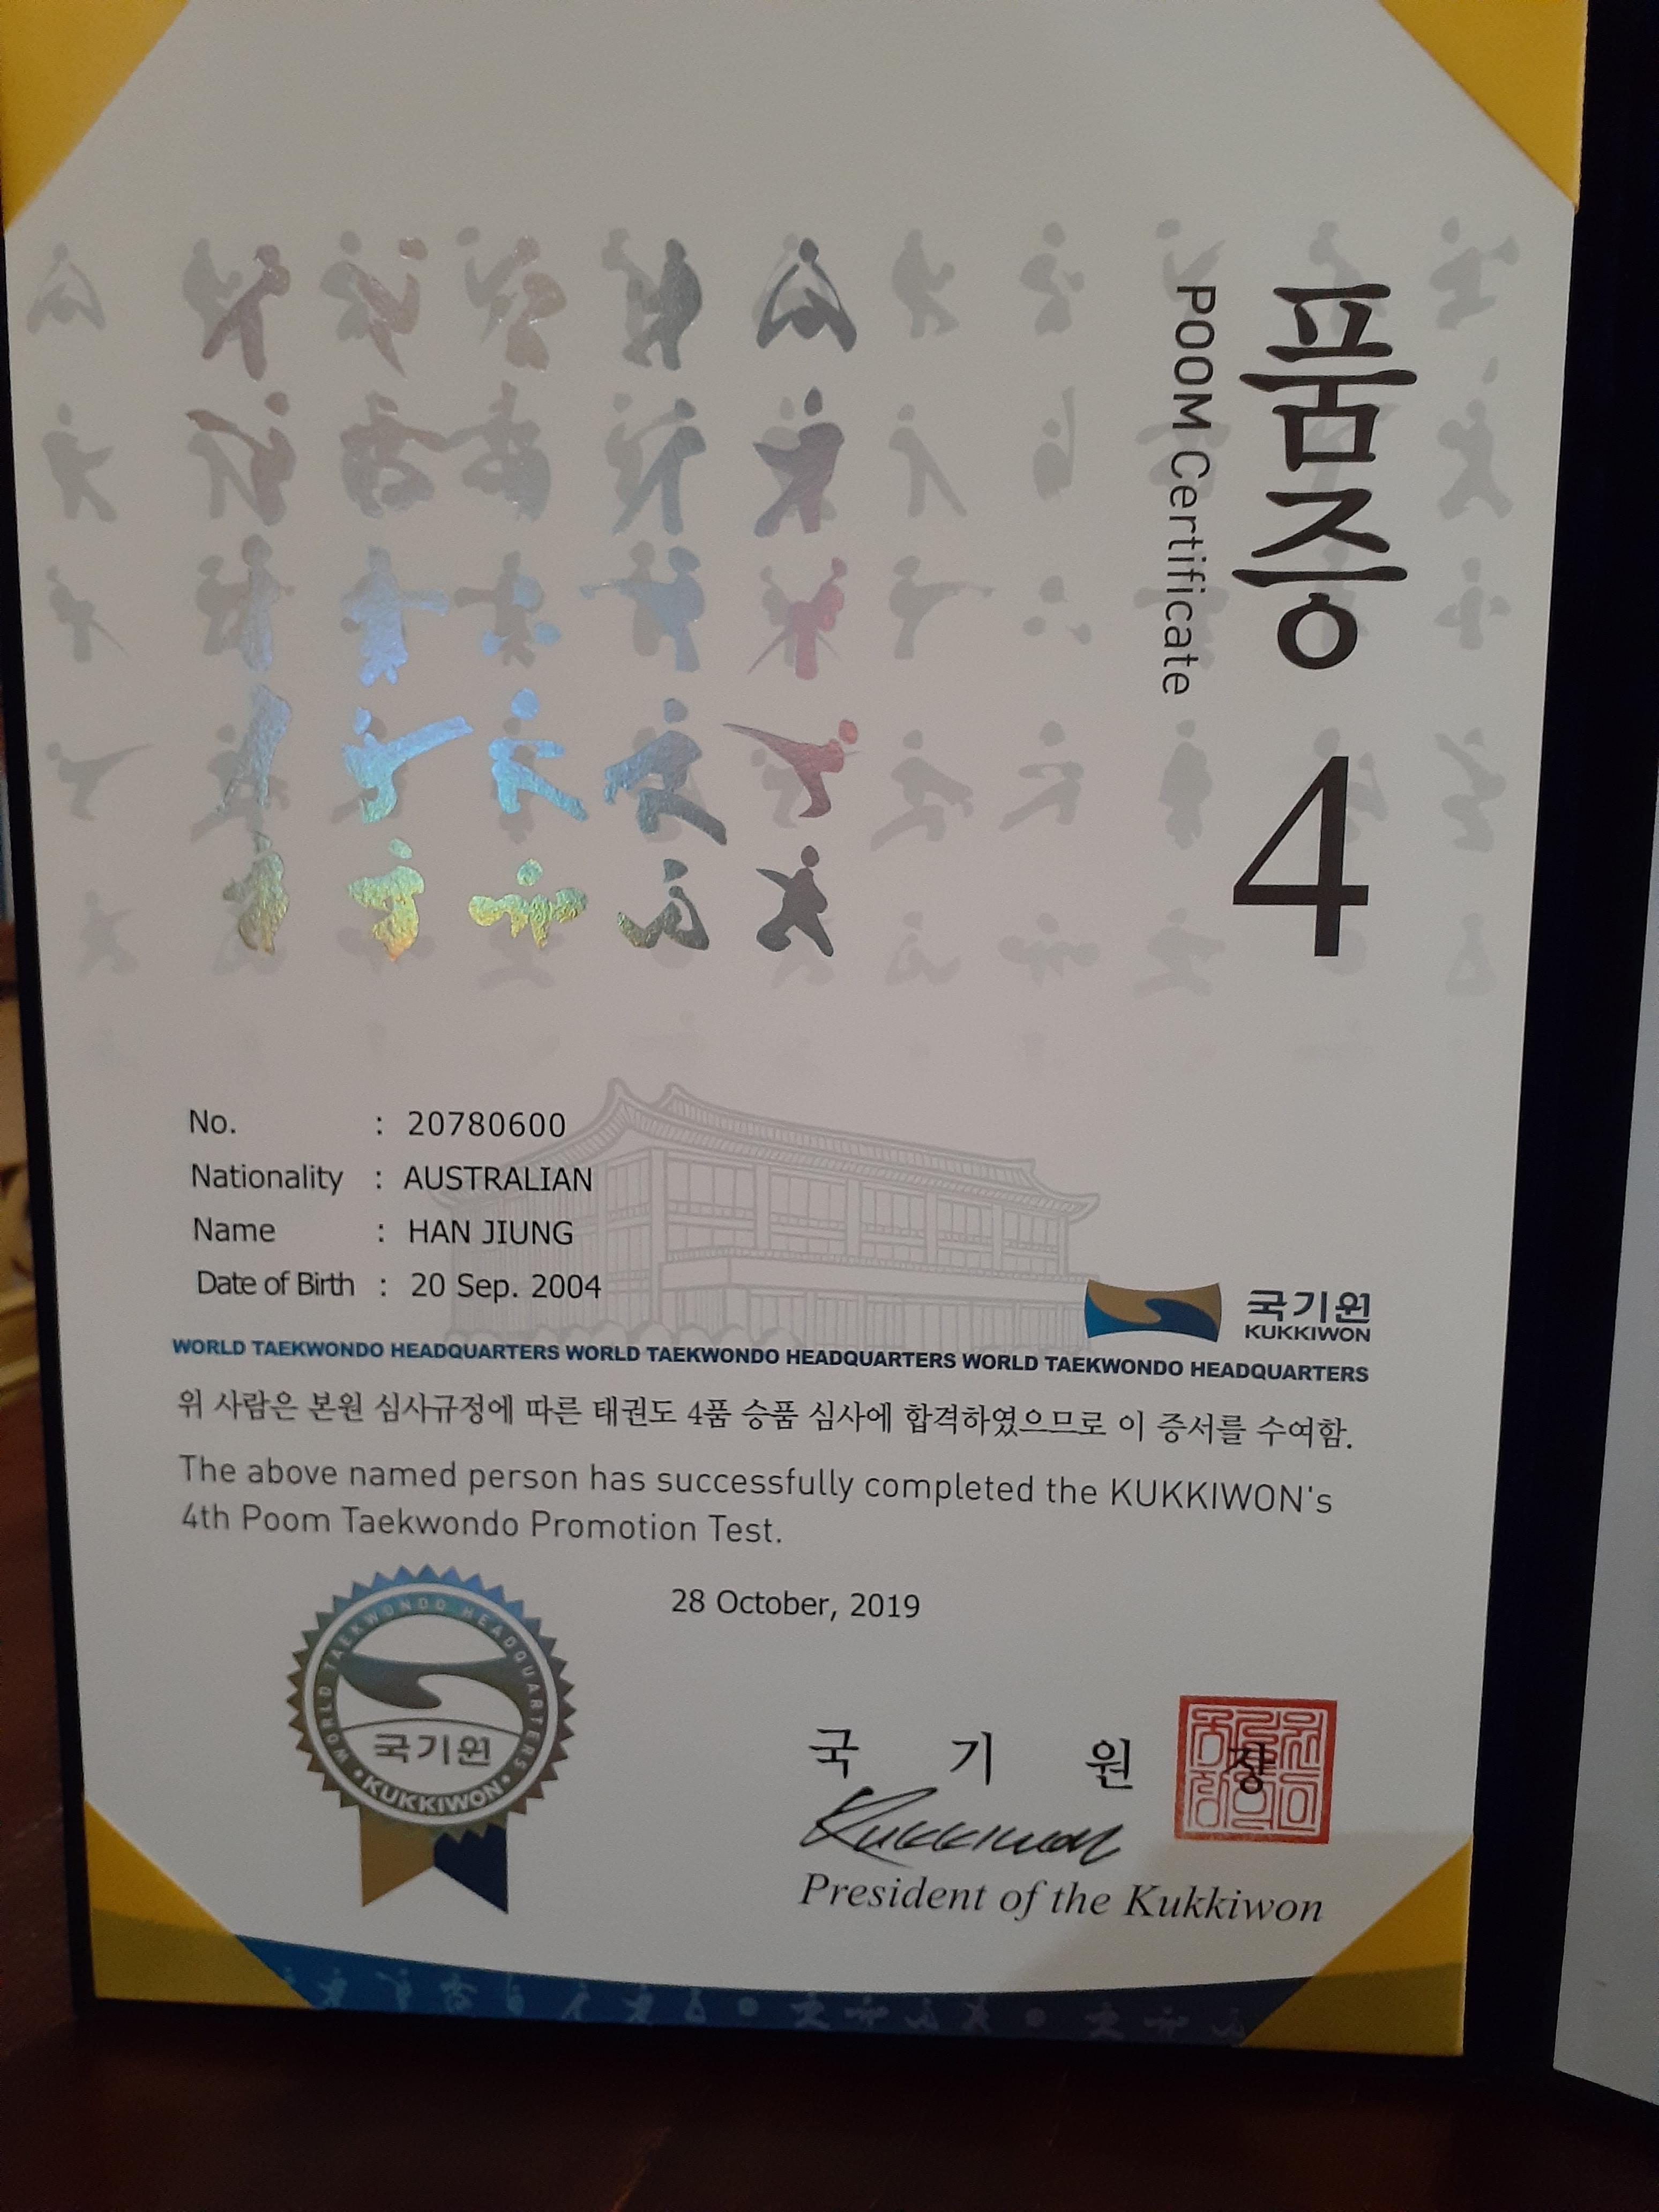 품증 4
POOM Certificate
No. : 20780600
Nationality : AUSTRALIAN
Name : HAN JIUNG
Date of Birth : 20 Sep. 2004
국기원
KUKKIWON
WORLD TAEKWONDO HEADQUARTERS WORLD TAEKWONDO HEADQUARTERS WORLD TAEKWONDO HEADQUARTERS
위 사람은 본원 심사규정에 따른 태권도 4품 승품 심사에 합격하였으므로 이 증서를 수여함.
The above named person has successfully completed the KUKKIWON's
4th Poom Taekwondo Promotion Test.
28 October, 2019
WORLD TAEKWONDO HEADQUARTERS
국기원
KUKKIWON
국 기 원 장
Kukkiwon
President of the Kukkiwon